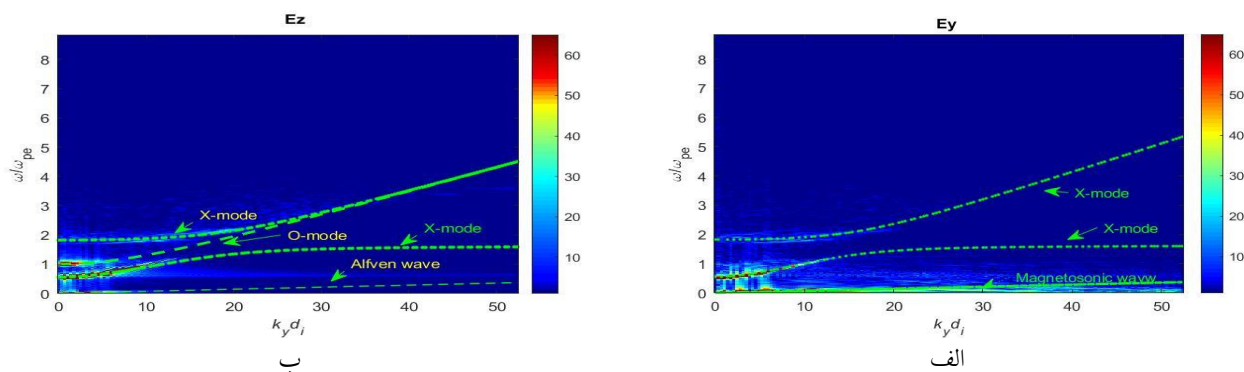 Ez
8
7
6
5
4
3
2
1
0
ω/ωpe
X-mode
O-mode
X-mode
Alfven wave
0 10 20 30 40 50
kydi
60
50
40
30
20
10
ب
Ey
8
7
6
5
4
3
2
1
0
ω/ωpe
X-mode
X-mode
Magnetosonic wavw
0 10 20 30 40 50
kydi
60
50
40
30
20
10
الف